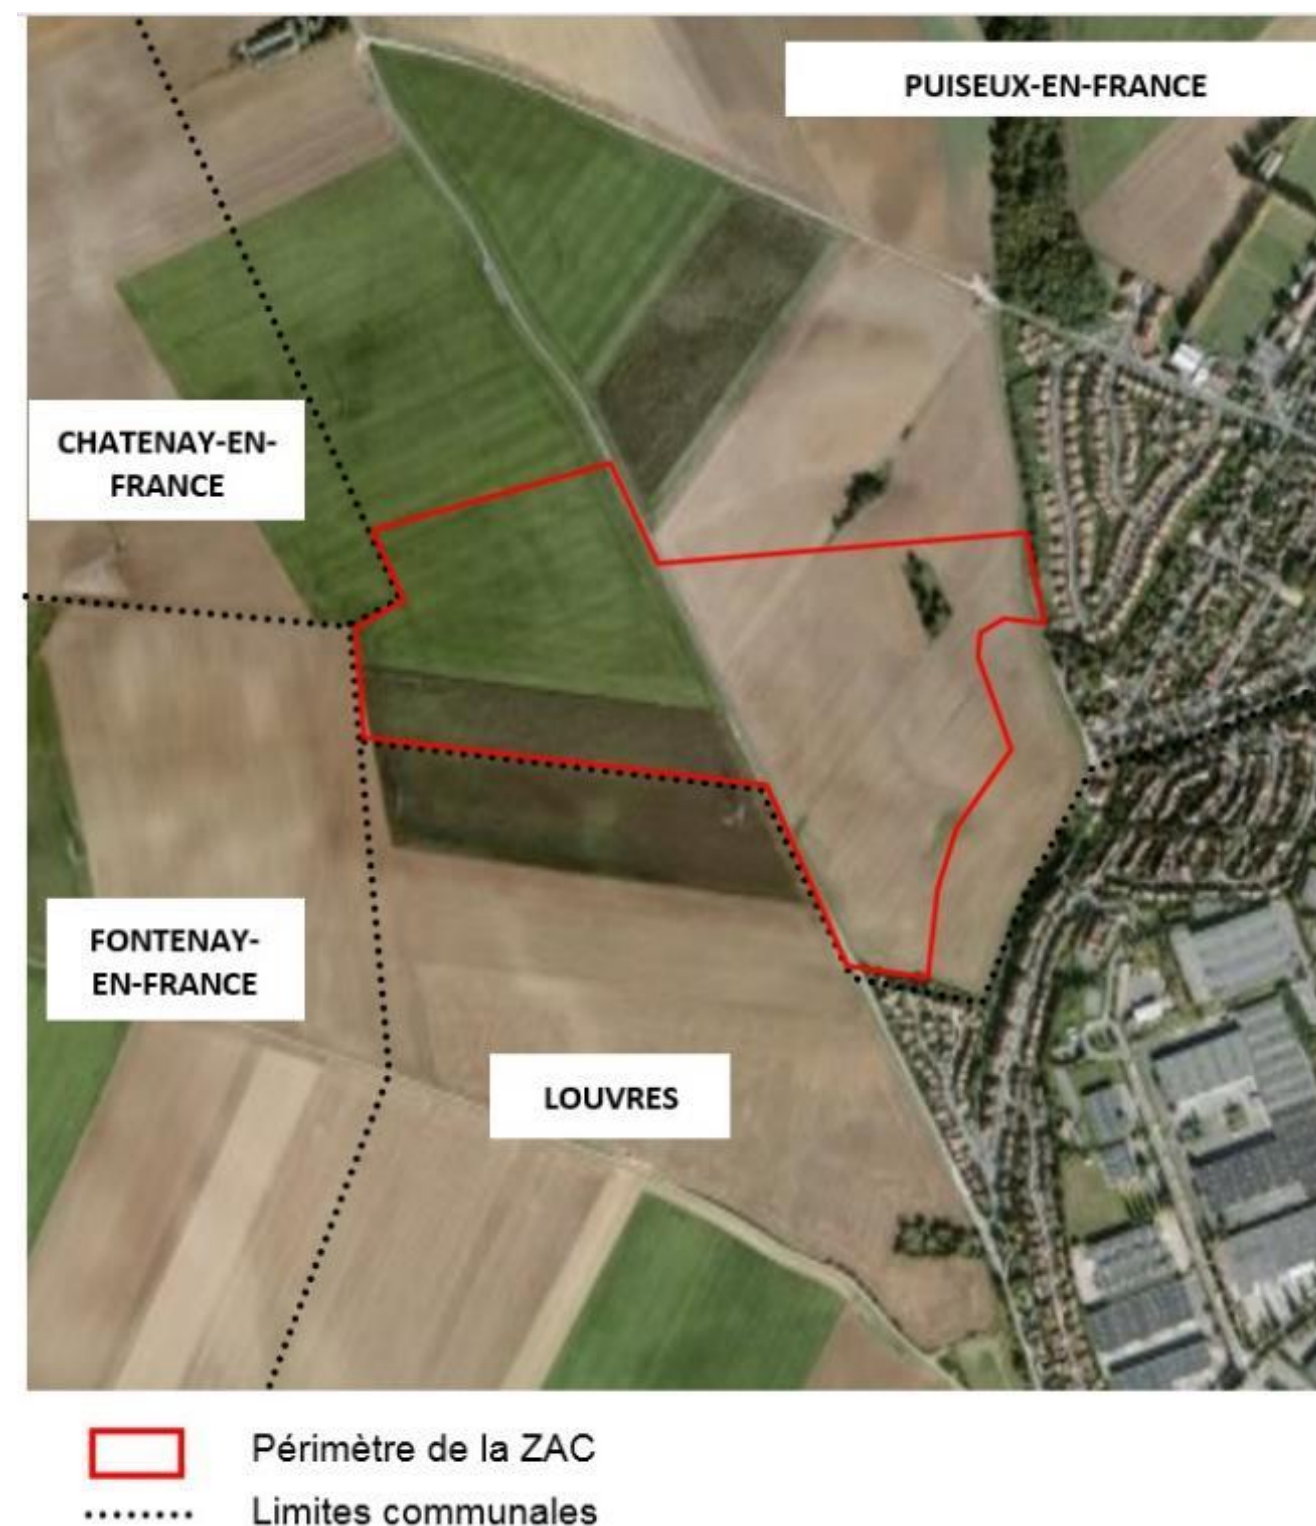 PUISEUX-EN-FRANCE
CHATENAY-EN-
FRANCE
FONTENAY-
EN-FRANCE
LOUVRES
Périmètre de la ZAC
Limites communales